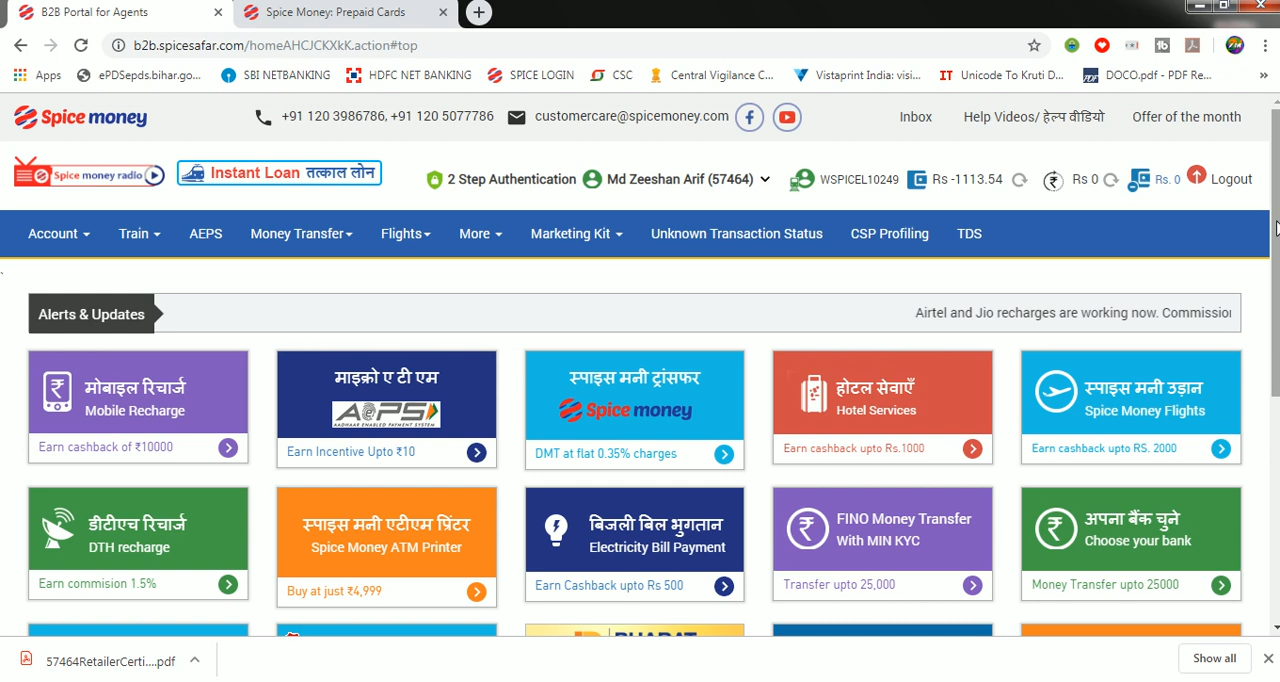 B2B Portal for Agents
Spice Money: Prepaid Cards
b2b.spicesafar.com/homeAHCJCKXkK.action#top
Apps
ePDSepds.bihar.go...
SBI NETBANKING
HDFC NET BANKING
SPICE LOGIN
CSC
Central Vigilance C...
Vistaprint India: visi...
IT Unicode To Kruti D...
DOCO.pdf - PDF Re...
»
Spice money
+91 120 3986786, +91 120 5077786
customercare@spicemoney.com
Inbox
Help Videos/ हेल्प वीडियो
Offer of the month
Spice money radio
Instant Loan तत्काल लोन
2 Step Authentication
Md Zeeshan Arif (57464)
WSPICEL10249
Rs -1113.54
Rs 0
Rs. 0
Logout
Account
Train
AEPS
Money Transfer
Flights
More
Marketing Kit
Unknown Transaction Status
CSP Profiling
TDS
`
Alerts & Updates
Airtel and Jio recharges are working now. Commission
मोबाइल रिचार्ज
Mobile Recharge
Earn cashback of ₹10000
माइक्रो ए टी एम
AePS
AADHAAR ENABLED PAYMENT SYSTEM
Earn Incentive Upto ₹10
स्पाइस मनी ट्रांसफर
Spice money
DMT at flat 0.35% charges
होटल सेवाएँ
Hotel Services
Earn cashback upto Rs.1000
स्पाइस मनी उड़ान
Spice Money Flights
Earn cashback upto RS. 2000
डीटीएच रिचार्ज
DTH recharge
Earn commision 1.5%
स्पाइस मनी एटीएम प्रिंटर
Spice Money ATM Printer
Buy at just ₹4,999
बिजली बिल भुगतान
Electricity Bill Payment
Earn Cashback upto Rs 500
FINO Money Transfer
With MIN KYC
Transfer upto 25,000
अपना बैंक चुने
Choose your bank
Money Transfer upto 25000
BHARAT
57464RetailerCerti....pdf
Show all